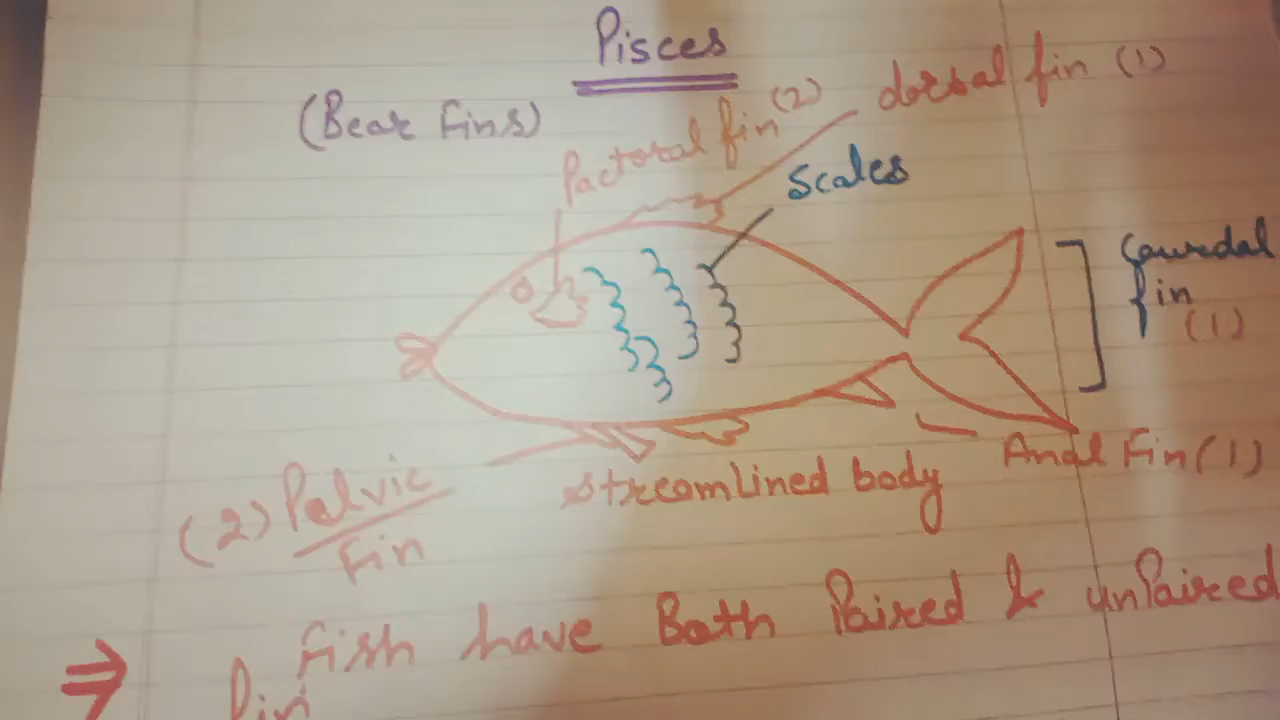 Pisces
(Bear Fins)
Pactoral fin (2)
dorsal fin (1)
Scales
Caurdal
fin
(1)
Anal Fin (1)
(2) Pelvic
Fin
streamlined body
⇒ Fish have Both Paired & unPaired